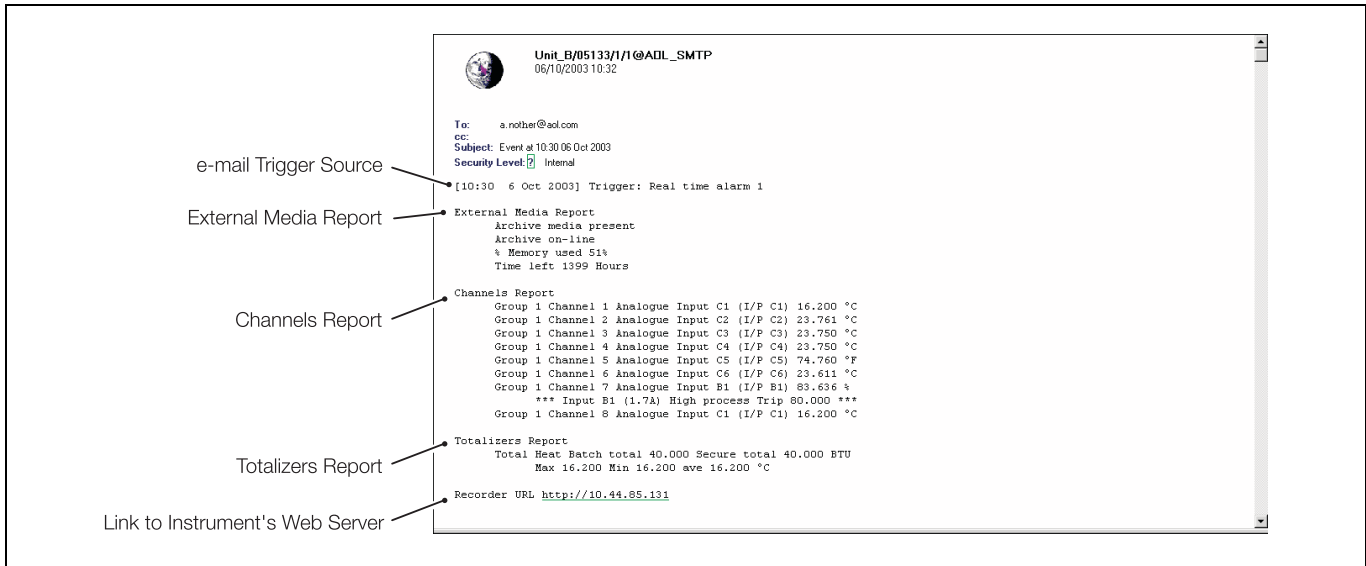 Unit_B/05133/1/1@AOL_SMTP
06/10/2003 10:32
To: a.nother@aol.com
cc:
Subject: Event at 10:30 06 Oct 2003
Security Level: ? Internal
e-mail Trigger Source
[10:30 6 Oct 2003] Trigger: Real time alarm 1
External Media Report
External Media Report
Archive media present
Archive on-line
% Memory used 51%
Time left 1399 Hours
Channels Report
Channels Report
Group 1 Channel 1 Analogue Input C1 (I/P C1) 16.200 °C
Group 1 Channel 2 Analogue Input C2 (I/P C2) 23.761 °C
Group 1 Channel 3 Analogue Input C3 (I/P C3) 23.750 °C
Group 1 Channel 4 Analogue Input C4 (I/P C4) 23.750 °C
Group 1 Channel 5 Analogue Input C5 (I/P C5) 74.760 °F
Group 1 Channel 6 Analogue Input C6 (I/P C6) 23.611 °C
Group 1 Channel 7 Analogue Input B1 (I/P B1) 83.636 %
*** Input B1 (1.7A) High process Trip 80.000 ***
Group 1 Channel 8 Analogue Input C1 (I/P C1) 16.200 °C
Totalizers Report
Totalizers Report
Total Heat Batch total 40.000 Secure total 40.000 BTU
Max 16.200 Min 16.200 ave 16.200 °C
Link to Instrument's Web Server
Recorder URL http://10.44.85.131